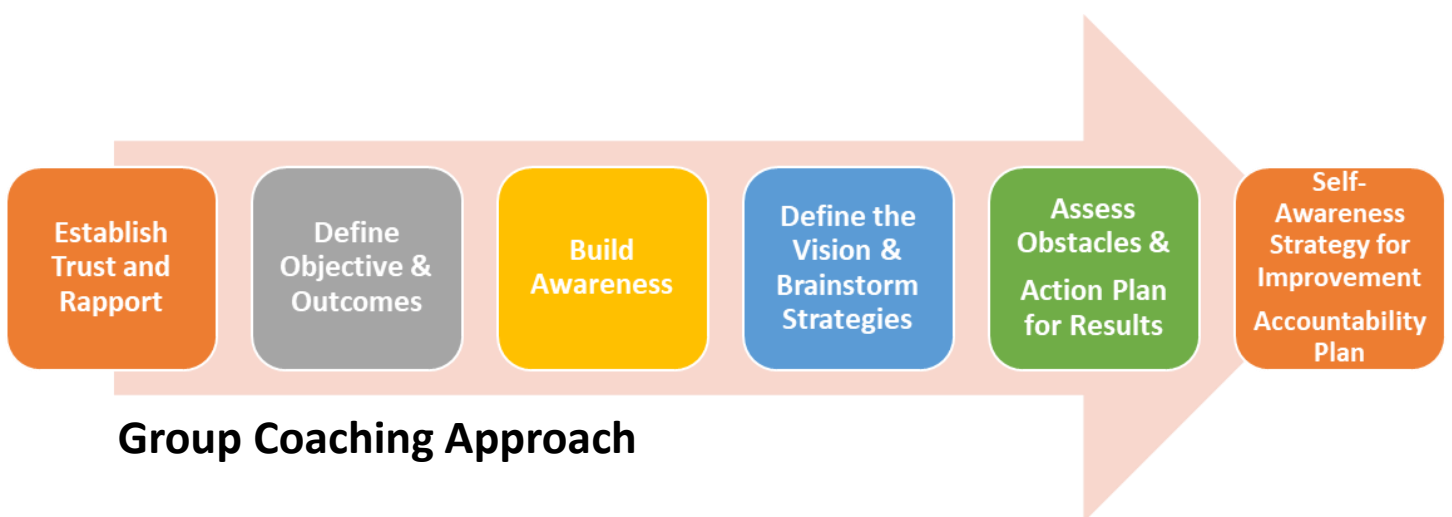 Establish
Trust and
Rapport
Define
Objective &
Outcomes
Build
Awareness
Define the
Vision &
Brainstorm
Strategies
Assess
Obstacles &
Action Plan
for Results
Self-
Awareness
Strategy for
Improvement
Accountability
Plan
Group Coaching Approach